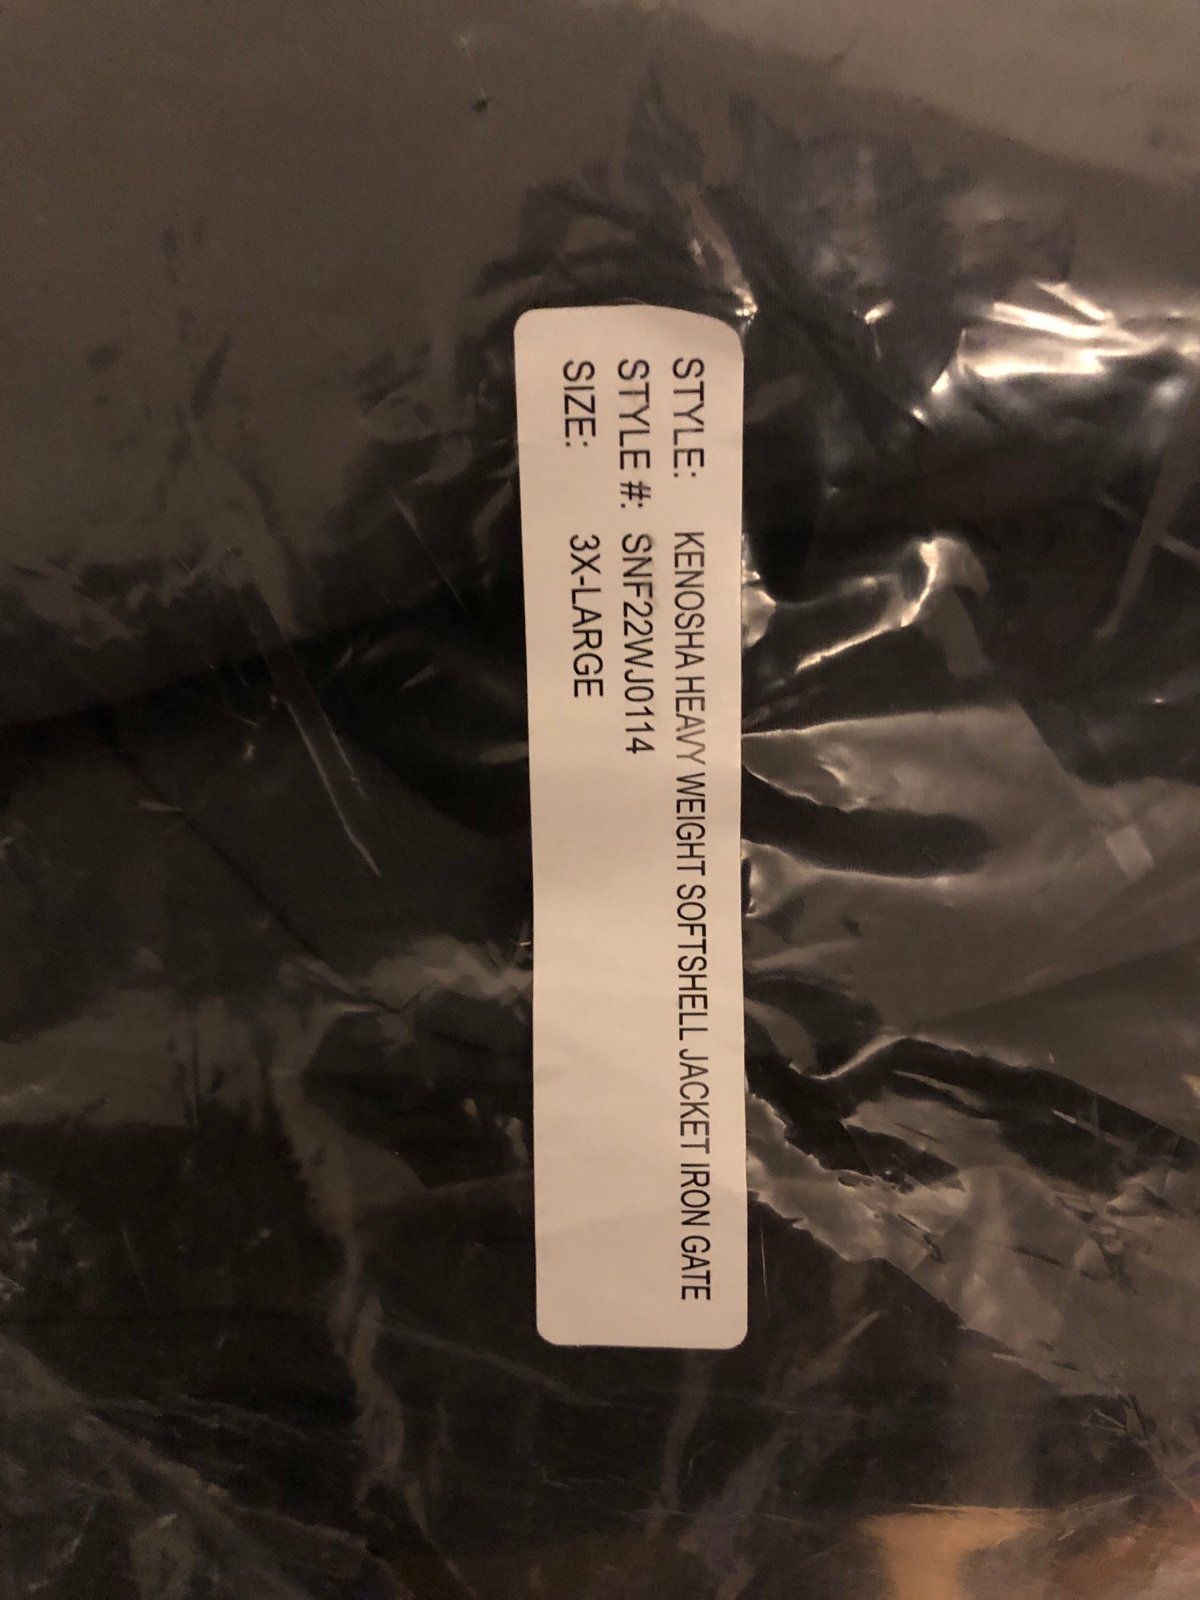 STYLE: KENOSHA HEAVY WEIGHT SOFTSHELL JACKET IRON GATE
STYLE #: SNF22WJ0114
SIZE: 3X-LARGE